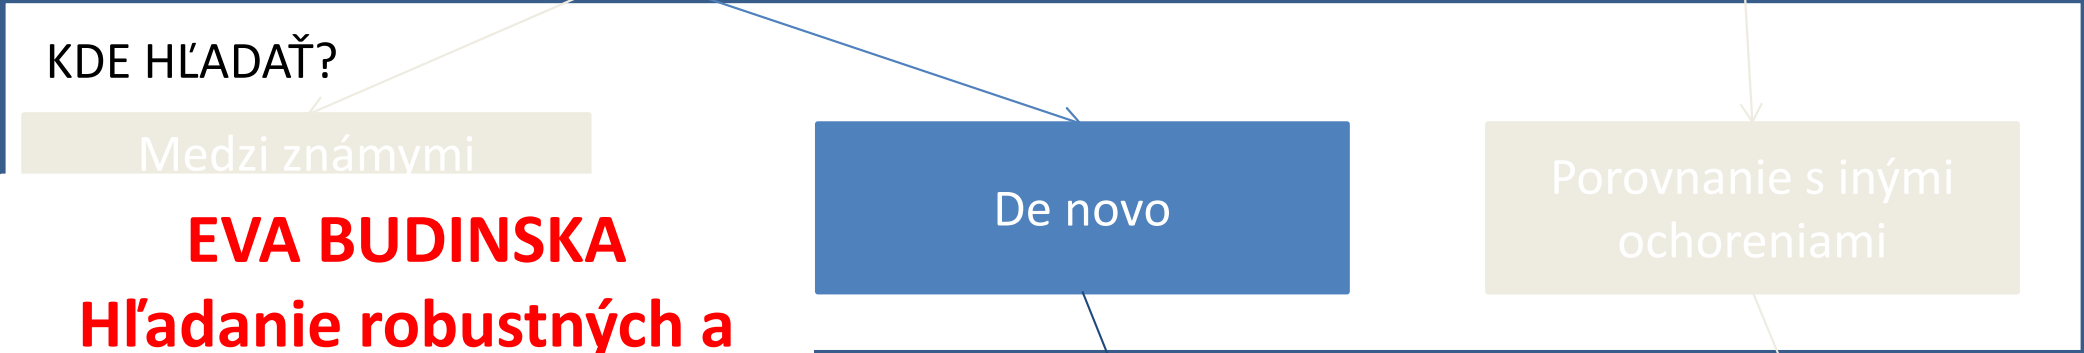 KDE HĽADAŤ?
Medzi známymi
De novo
Porovnanie s inými
ochoreniami
EVA BUDINSKA
Hľadanie robustných a